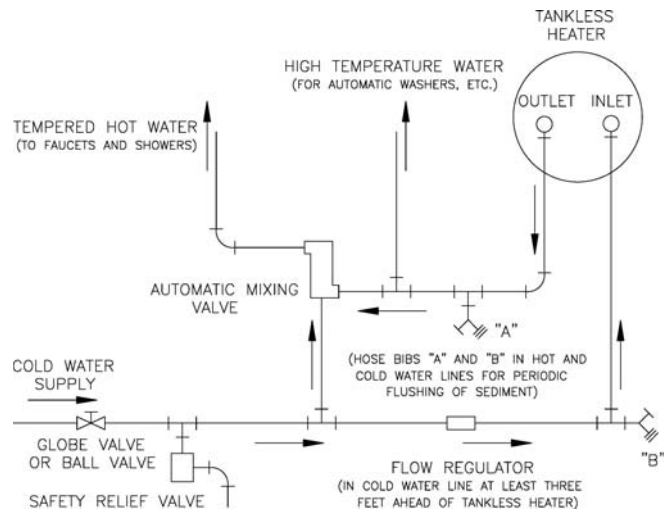 TANKLESS
HEATER
HIGH TEMPERATURE WATER
(FOR AUTOMATIC WASHERS, ETC.)
OUTLET
INLET
TEMPERED HOT WATER
(TO FAUCETS AND SHOWERS)
AUTOMATIC MIXING
VALVE
"A"
(HOSE BIBS "A" AND "B" IN HOT AND
COLD WATER LINES FOR PERIODIC
FLUSHING OF SEDIMENT)
COLD WATER
SUPPLY
GLOBE VALVE
OR BALL VALVE
"B"
FLOW REGULATOR
(IN COLD WATER LINE AT LEAST THREE
FEET AHEAD OF TANKLESS HEATER)
SAFETY RELIEF VALVE